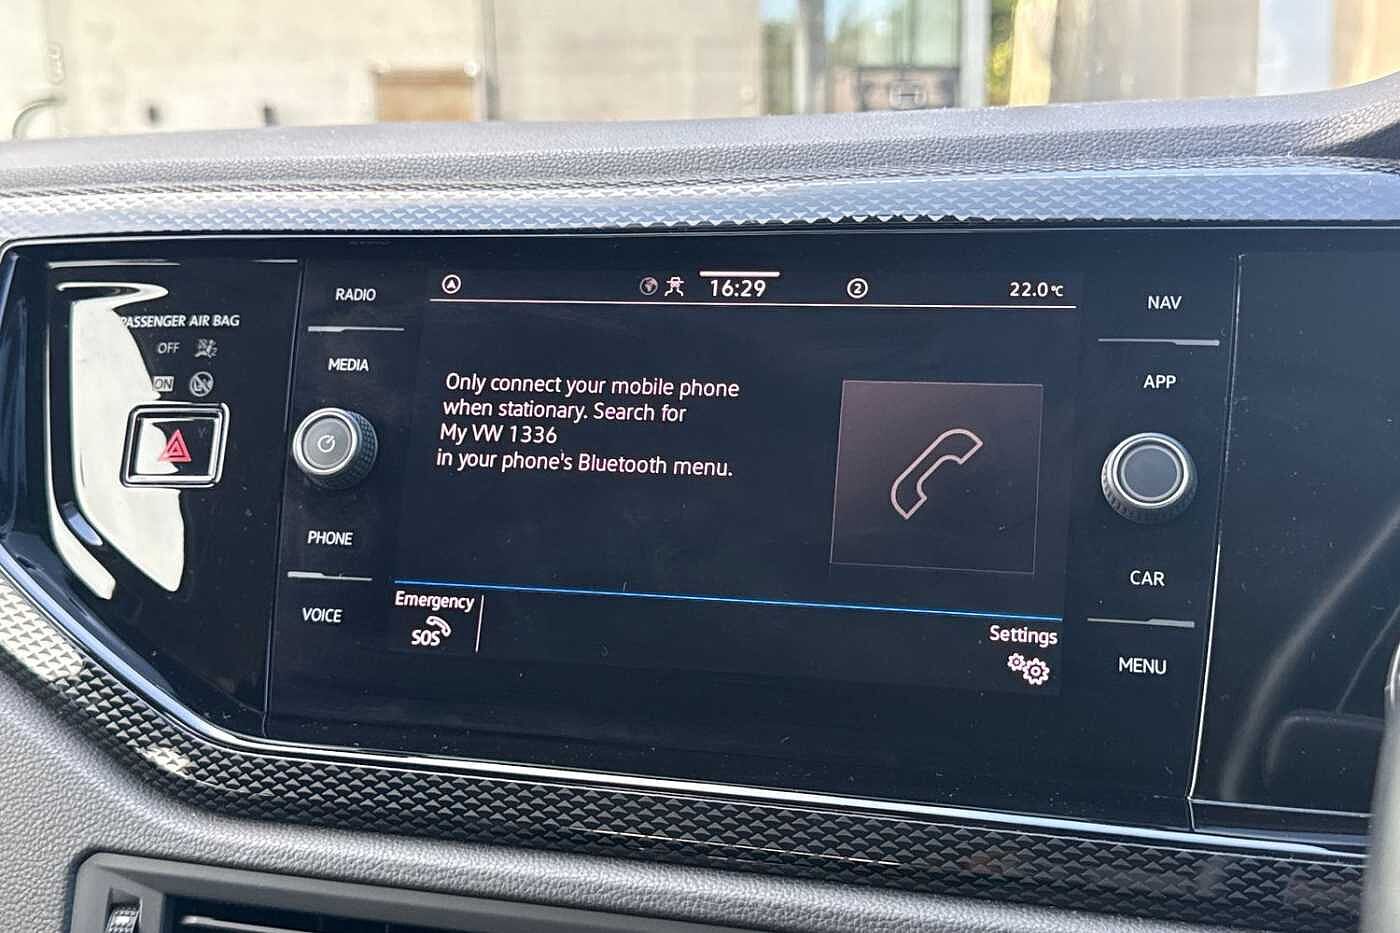 PASSENGER AIR BAG
OFF
ON
RADIO
MEDIA
PHONE
VOICE
16:29
2
22.0°C
Only connect your mobile phone
when stationary. Search for
My VW 1336
in your phone's Bluetooth menu.
Emergency
SOS
Settings
NAV
APP
CAR
MENU